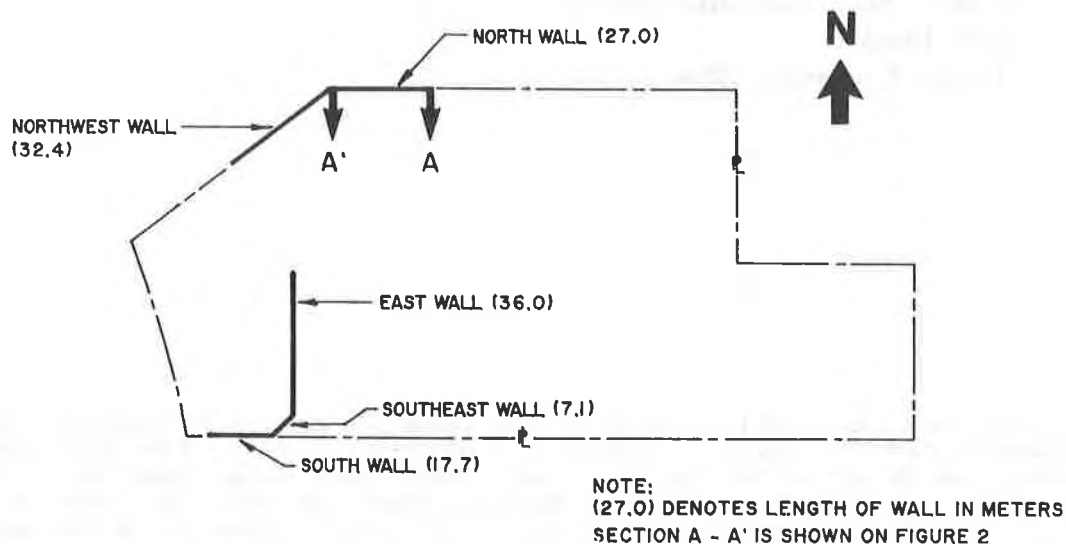 NORTH WALL (27.0)
N
NORTHWEST WALL
(32.4)
A' A
EAST WALL (36.0)
SOUTHEAST WALL (7.1)
SOUTH WALL (17.7)
NOTE:
(27.0) DENOTES LENGTH OF WALL IN METERS
SECTION A - A' IS SHOWN ON FIGURE 2